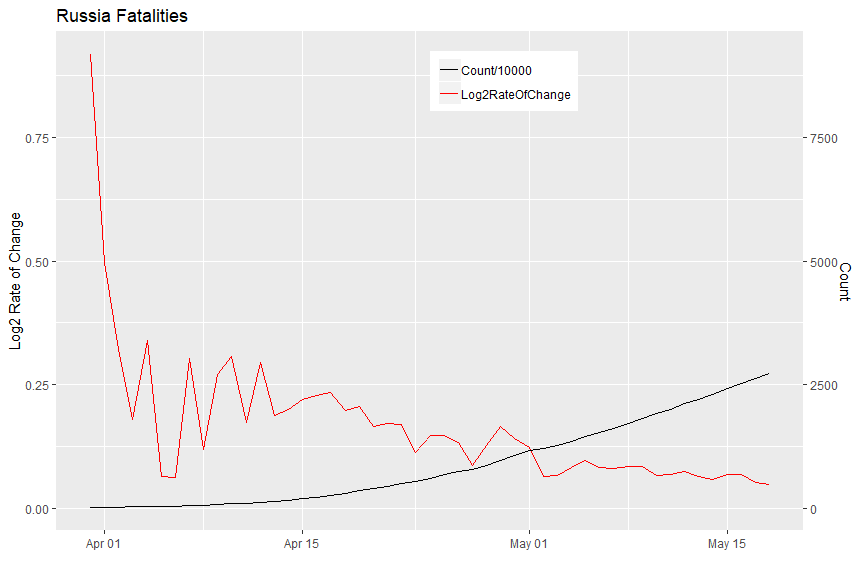 Russia Fatalities
Count/10000
Log2RateOfChange
0.75
0.50
0.25
0.00
Log2 Rate of Change
7500
5000
2500
0
Count
Apr 01
Apr 15
May 01
May 15